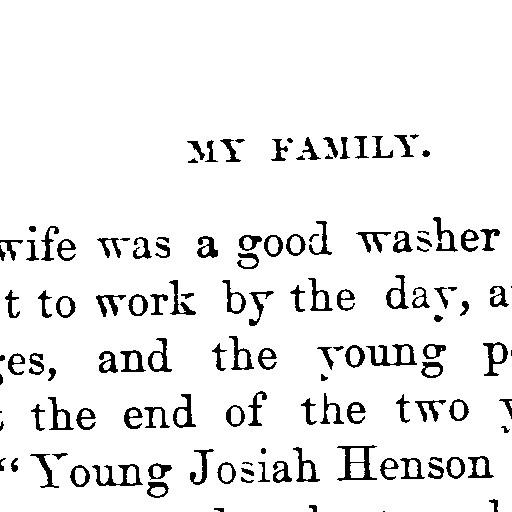 MY FAMILY.
wife was a good washer
to work by the day,
and the young
the end of the two
“Young Josiah Henson